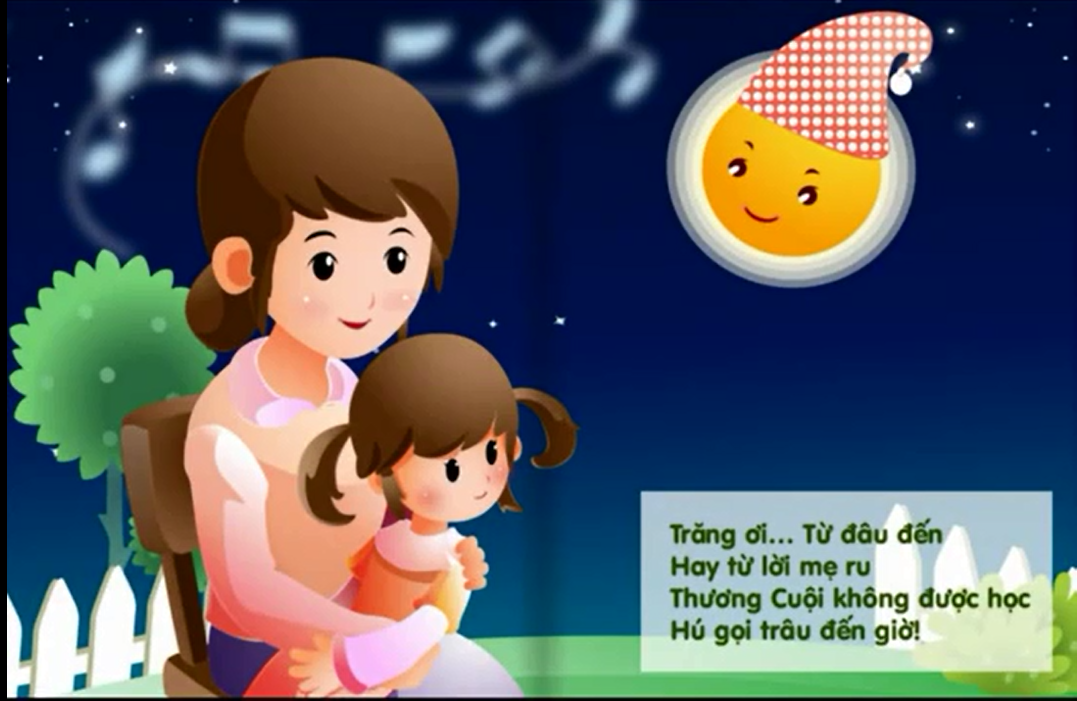 Trăng ơi... Từ đâu đến
Hay từ lời mẹ ru
Thương Cuội không được học
Hú gọi trâu đến giờ!